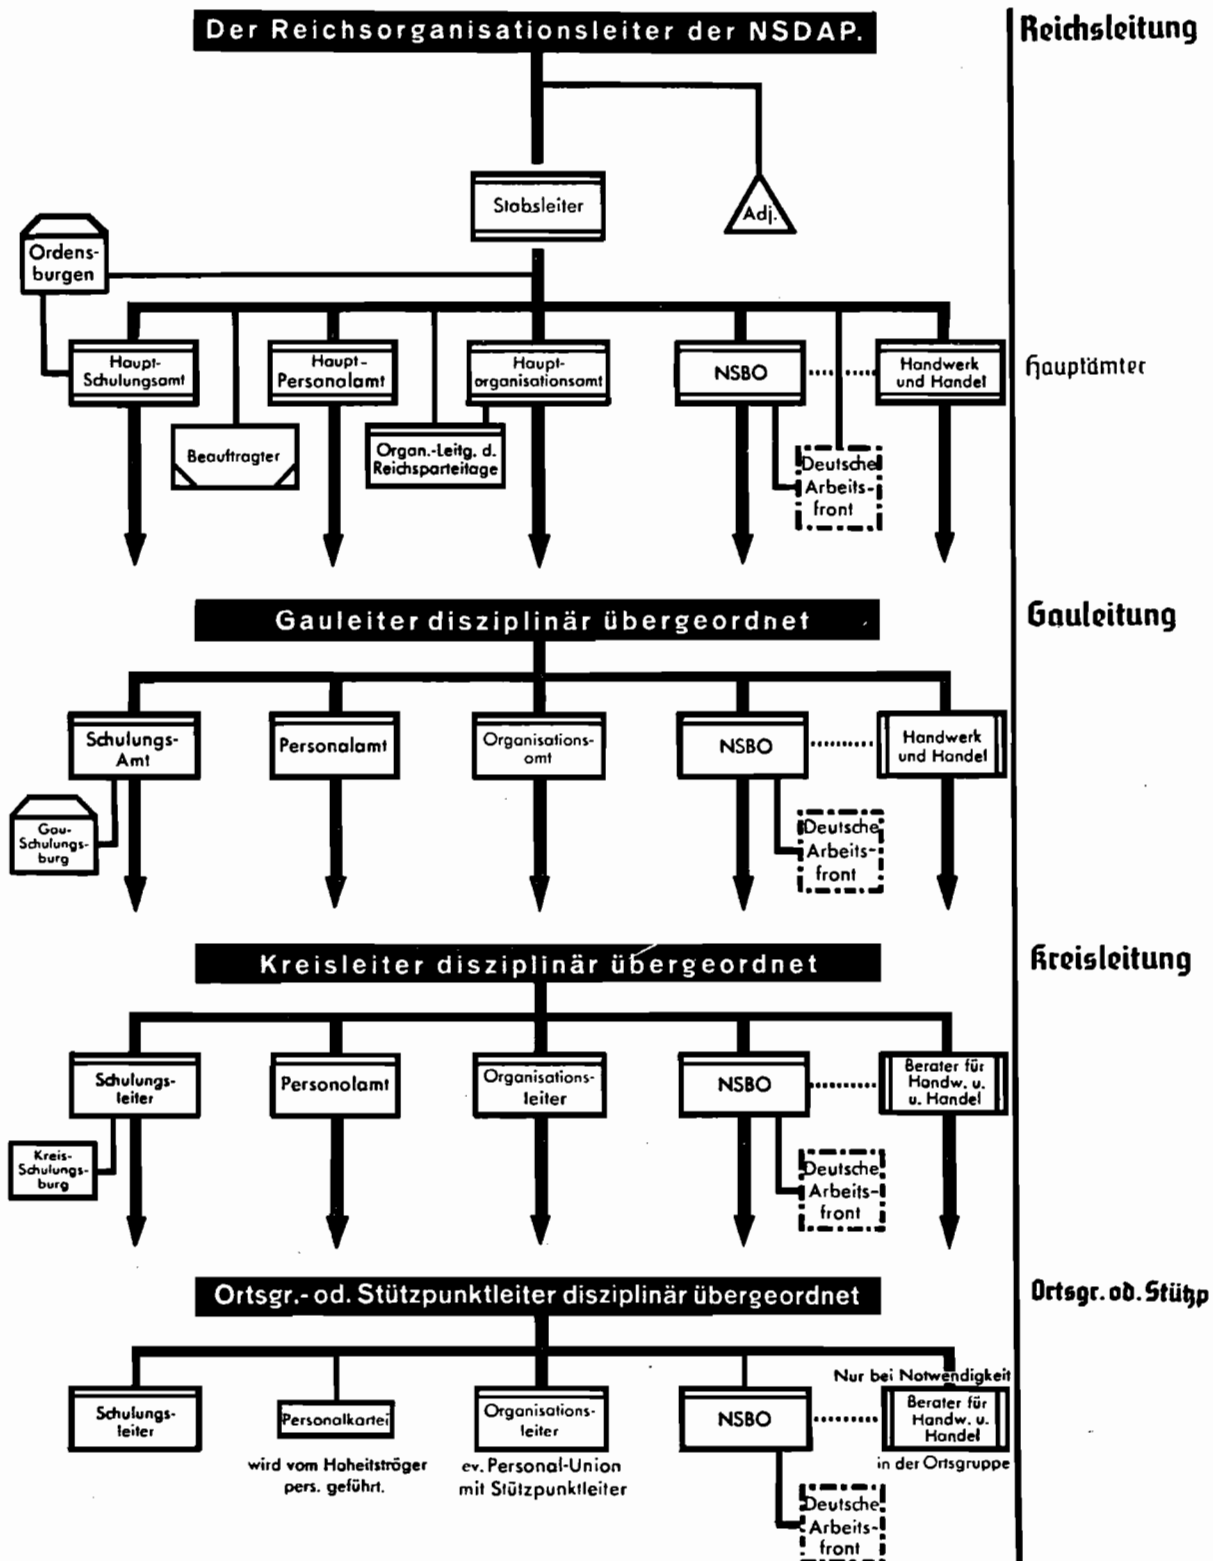 Der Reichsorganisationsleiter der NSDAP.
Reichsleitung
Stabsleiter
Adj.
Ordens-
burgen
Haupt-
Schulungsamt
Haupt-
Personalamt
Haupt-
organisationsamt
NSBO
Handwerk
und Handel
Hauptämter
Beauftragter
Organ.-Leitg. d.
Reichsparteitage
Deutsche
Arbeits-
front
Gauleiter disziplinär übergeordnet
Gauleitung
Schulungs-
Amt
Personalamt
Organisations-
amt
NSBO
Handwerk
und Handel
Gau-
Schulungs-
burg
Deutsche
Arbeits-
front
Kreisleiter disziplinär übergeordnet
Kreisleitung
Schulungs-
leiter
Personalamt
Organisations-
leiter
NSBO
Berater für
Handw. u.
u. Handel
Kreis-
Schulungs-
burg
Deutsche
Arbeits-
front
Ortsgr.- od. Stützpunktleiter disziplinär übergeordnet
Ortsgr. od. Stützp
Nur bei Notwendigkeit
Schulungs-
leiter
Personalkartei
Organisations-
leiter
NSBO
Berater für
Handw. u.
Handel
wird vom Hoheitsträger
pers. geführt.
ev. Personal-Union
mit Stützpunktleiter
in der Ortsgruppe
Deutsche
Arbeits-
front